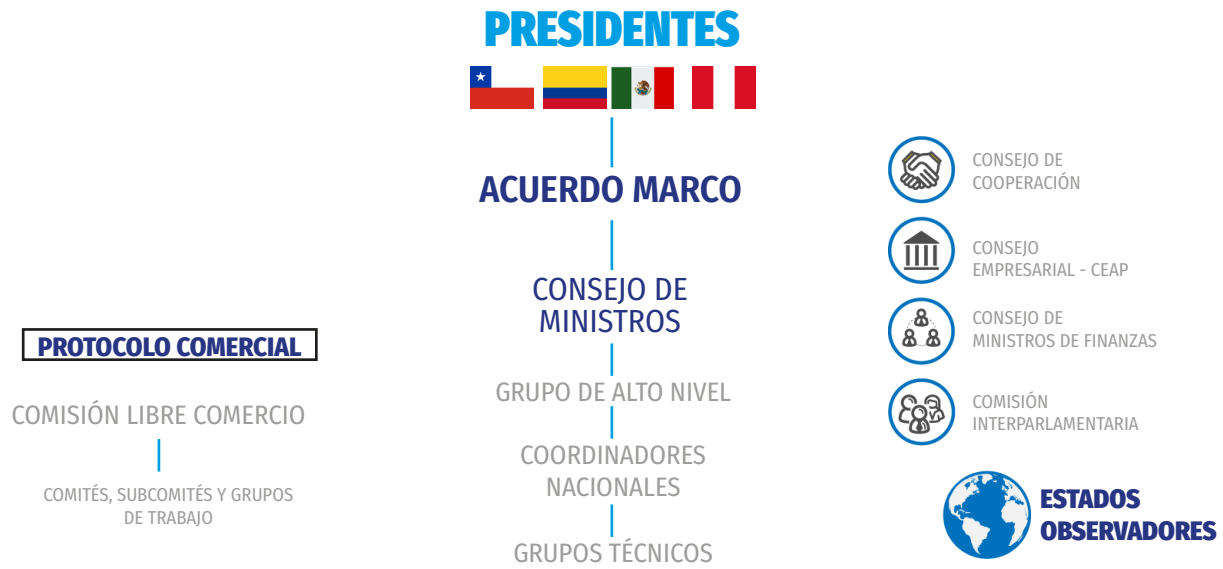 PRESIDENTES
ACUERDO MARCO
CONSEJO DE
MINISTROS
GRUPO DE ALTO NIVEL
COORDINADORES
NACIONALES
GRUPOS TÉCNICOS
PROTOCOLO COMERCIAL
COMISIÓN LIBRE COMERCIO
COMITÉS, SUBCOMITÉS Y GRUPOS
DE TRABAJO
CONSEJO DE
COOPERACIÓN
CONSEJO
EMPRESARIAL - CEAP
CONSEJO DE
MINISTROS DE FINANZAS
COMISIÓN
INTERPARLAMENTARIA
ESTADOS
OBSERVADORES